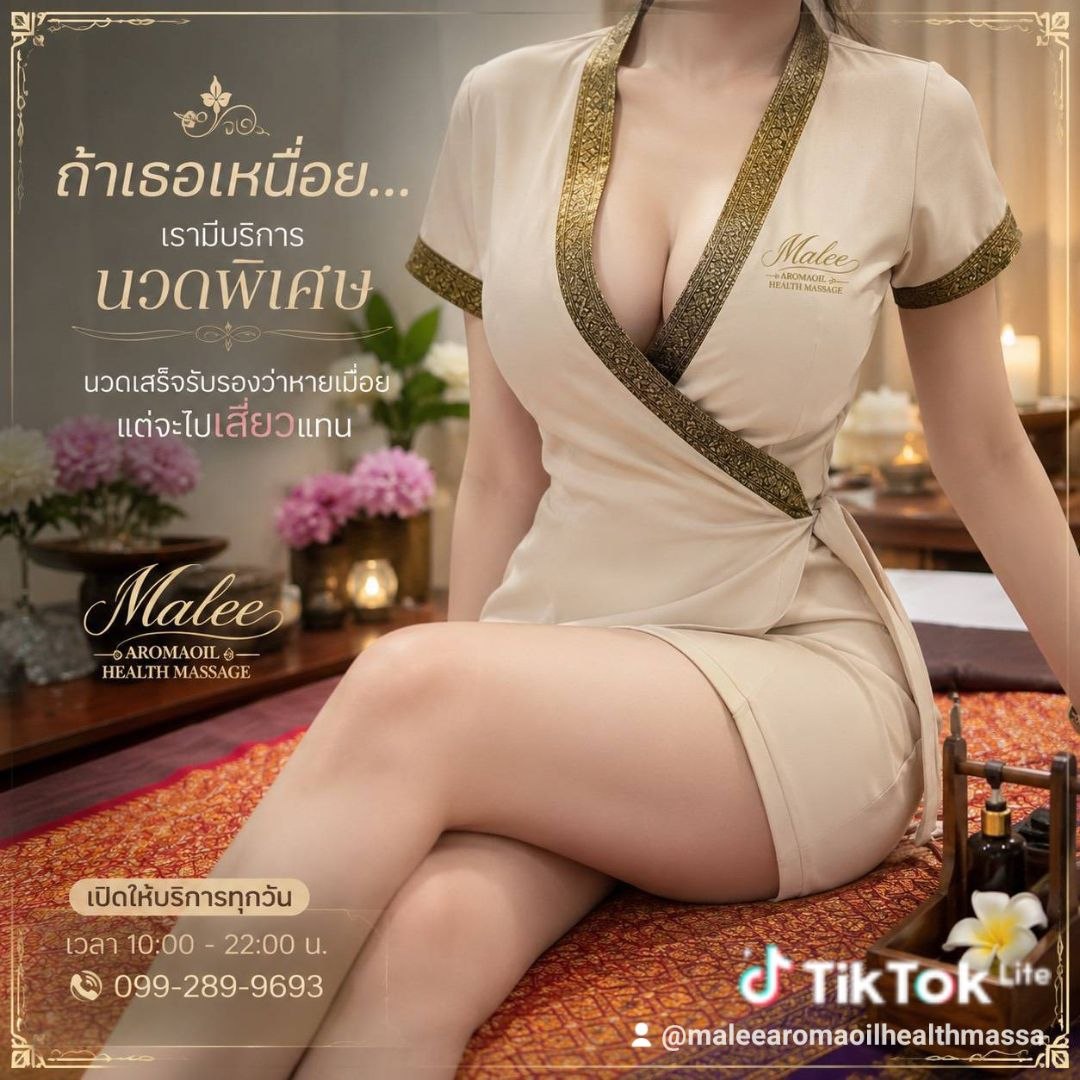 ถ้าเธอเหนื่อย...
เรามีบริการ
นวดพิเศษ
นวดเสร็จรับรองว่าหายเมื่อย
แต่จะไปเสี่ยวแทน
Malee
AROMAOIL
HEALTH MASSAGE
Malee
AROMAOIL
HEALTH MASSAGE
เปิดให้บริการทุกวัน
เวลา 10:00 - 22:00 น.
099-289-9693
TikTok Lite
@maleearomaoilhealthmassa